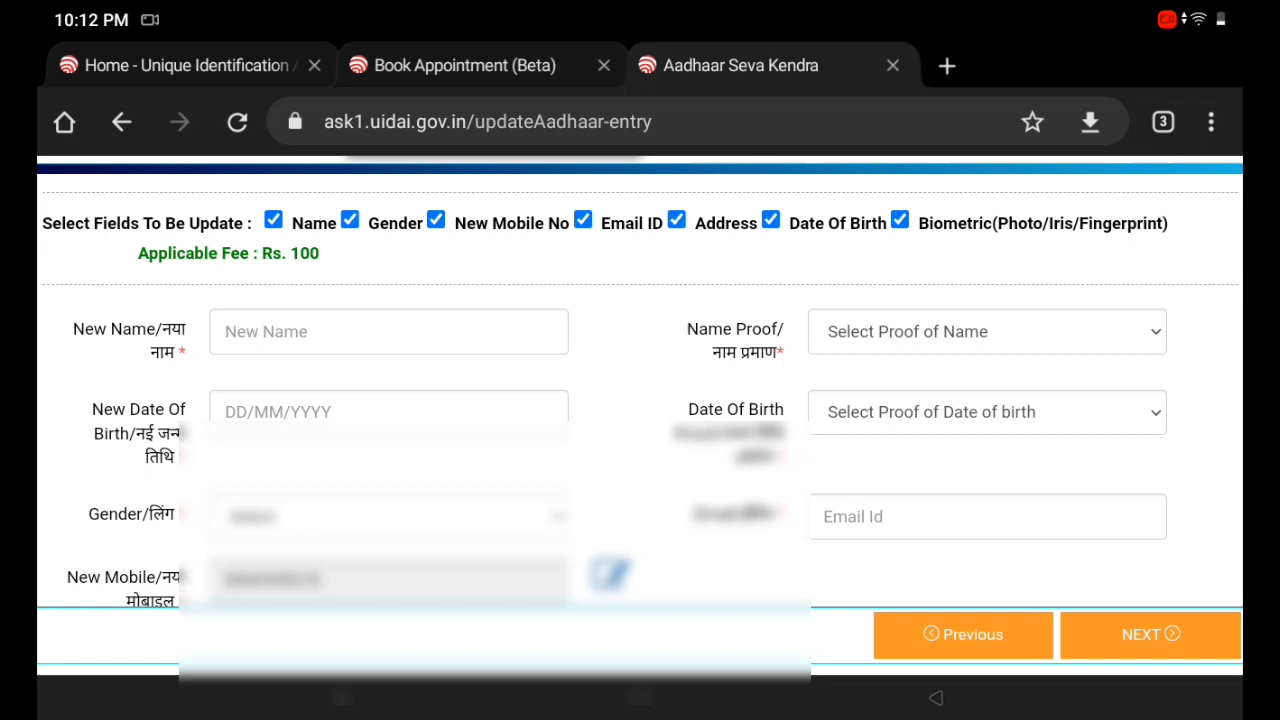 10:12 PM
Home - Unique Identification A
Book Appointment (Beta)
Aadhaar Seva Kendra
ask1.uidai.gov.in/updateAadhaar-entry
3
Select Fields To Be Update : Name Gender New Mobile No Email ID Address Date Of Birth Biometric(Photo/Iris/Fingerprint)
Applicable Fee : Rs. 100
New Name/नया
नाम *
New Name
Name Proof/
नाम प्रमाण*
Select Proof of Name
New Date Of
Birth/नई जन्म
तिथि
DD/MM/YYYY
Date Of Birth
Select Proof of Date of birth
Gender/लिंग
Email Id
New Mobile/नया
मोबाइल
Previous
NEXT